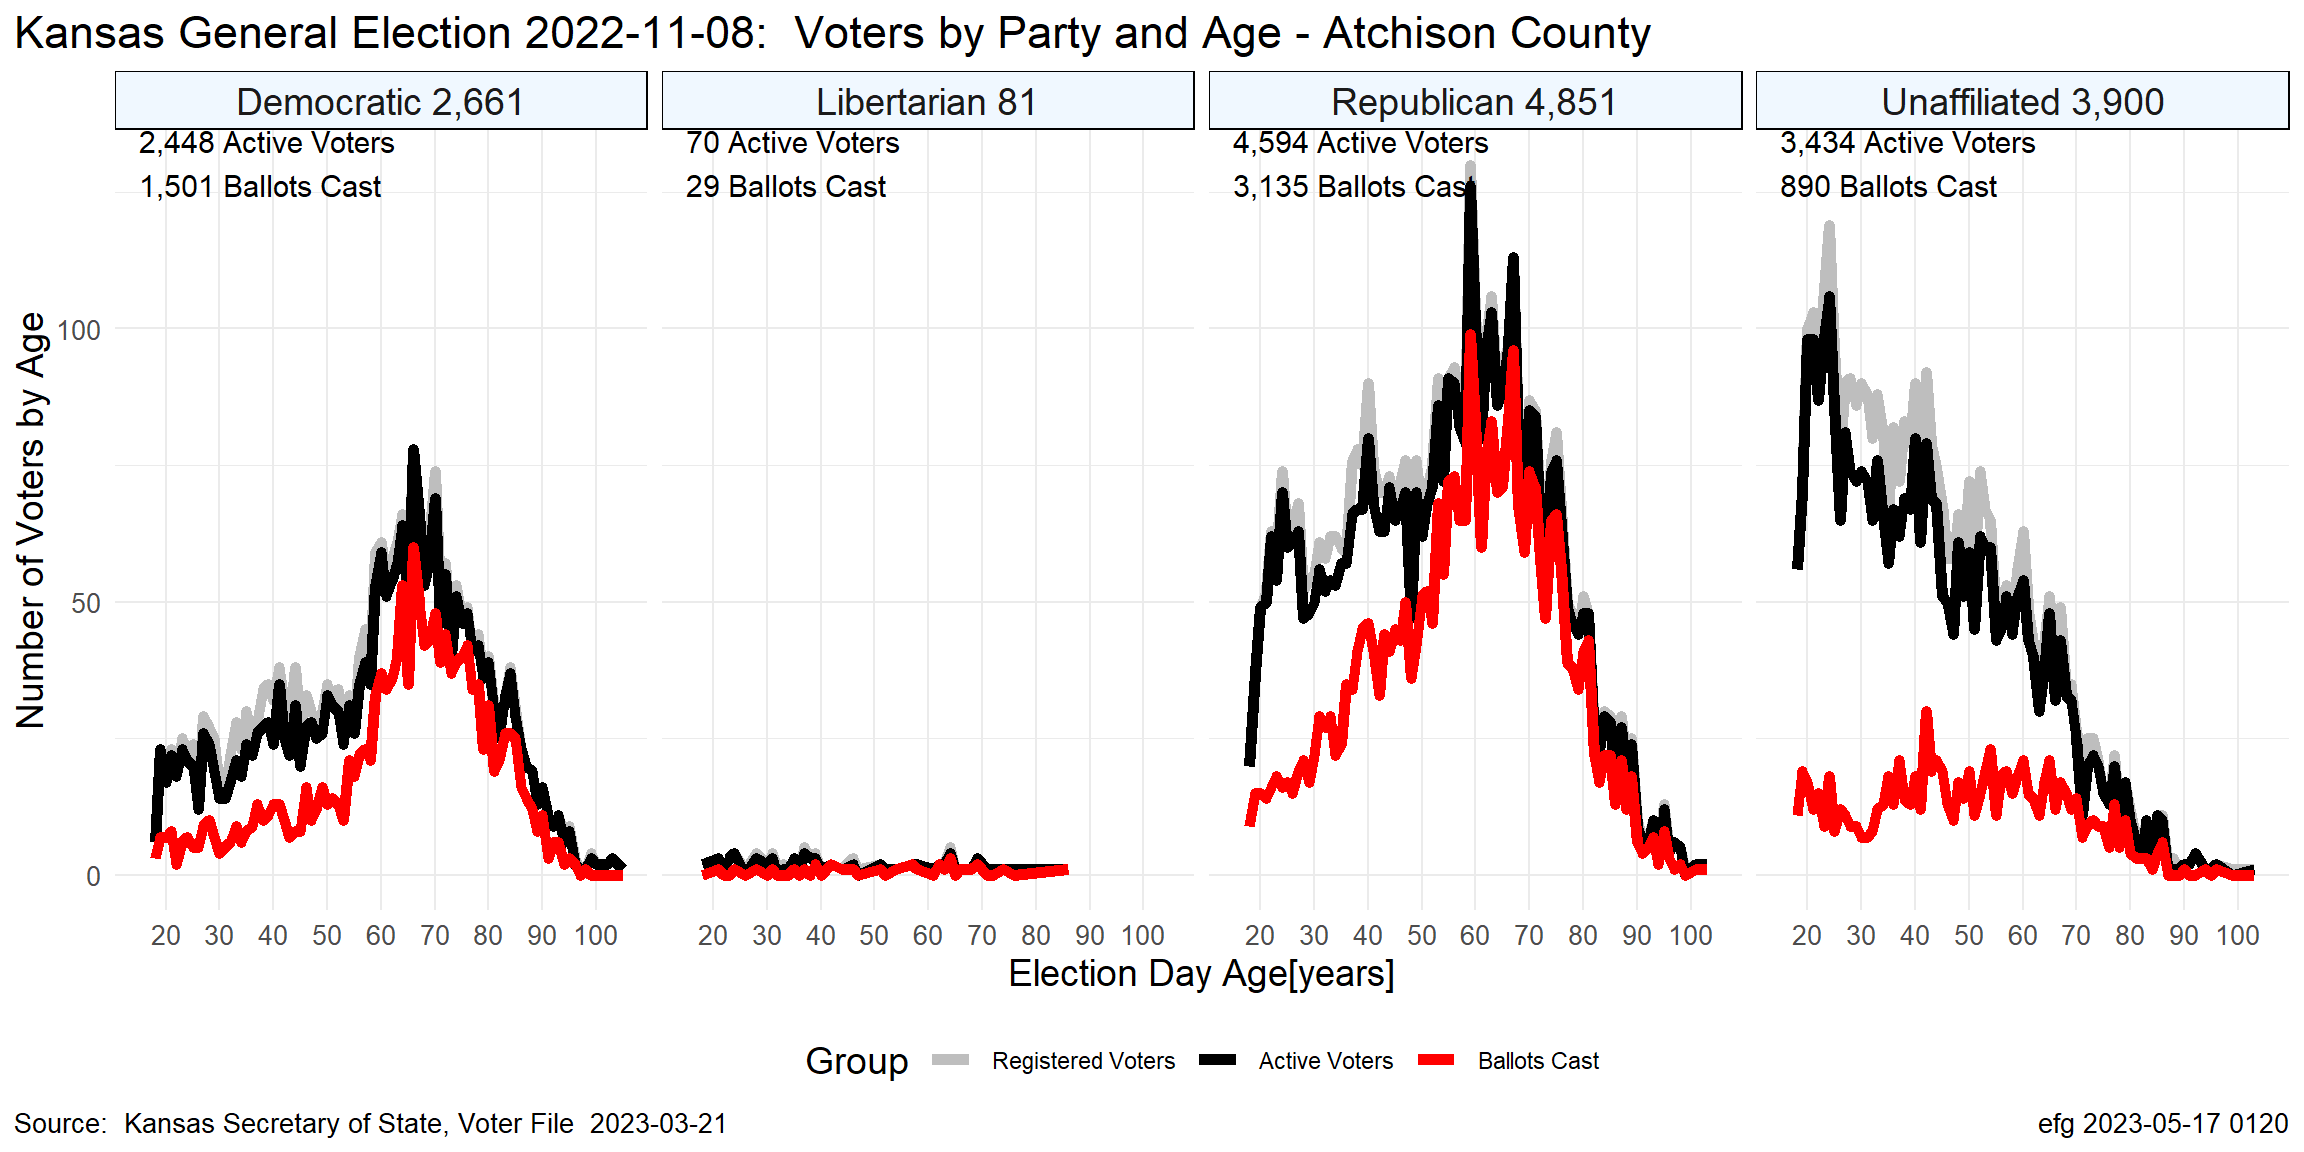 Kansas General Election 2022-11-08:  Voters by Party and Age - Atchison County
Democratic 2,661
Libertarian 81
Republican 4,851
Unaffiliated 3,900
2,448 Active Voters
1,501 Ballots Cast
70 Active Voters
29 Ballots Cast
4,594 Active Voters
3,135 Ballots Cast
3,434 Active Voters
890 Ballots Cast
Number of Voters by Age
100
50
0
20 30 40 50 60 70 80 90 100
20 30 40 50 60 70 80 90 100
20 30 40 50 60 70 80 90 100
20 30 40 50 60 70 80 90 100
Election Day Age[years]
Group Registered Voters Active Voters Ballots Cast
Source:  Kansas Secretary of State, Voter File  2023-03-21
efg 2023-05-17 0120